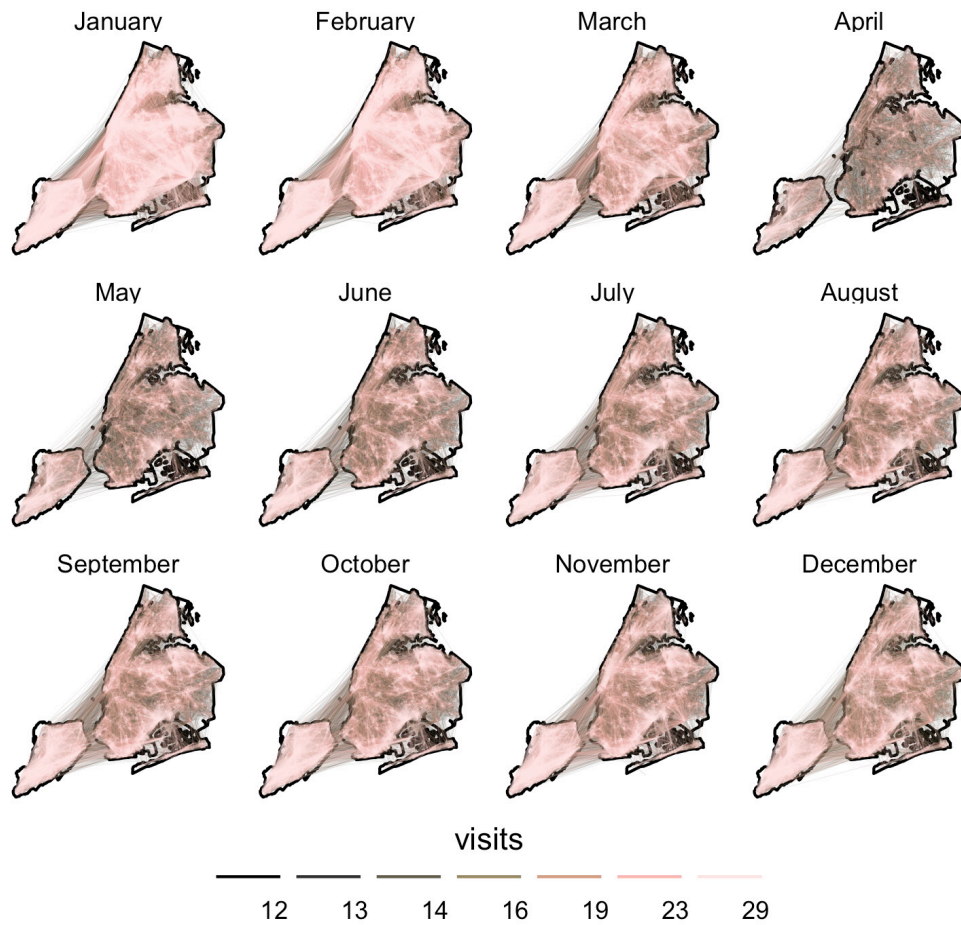 January February March April
May June July August
September October November December
visits
12 13 14 16 19 23 29